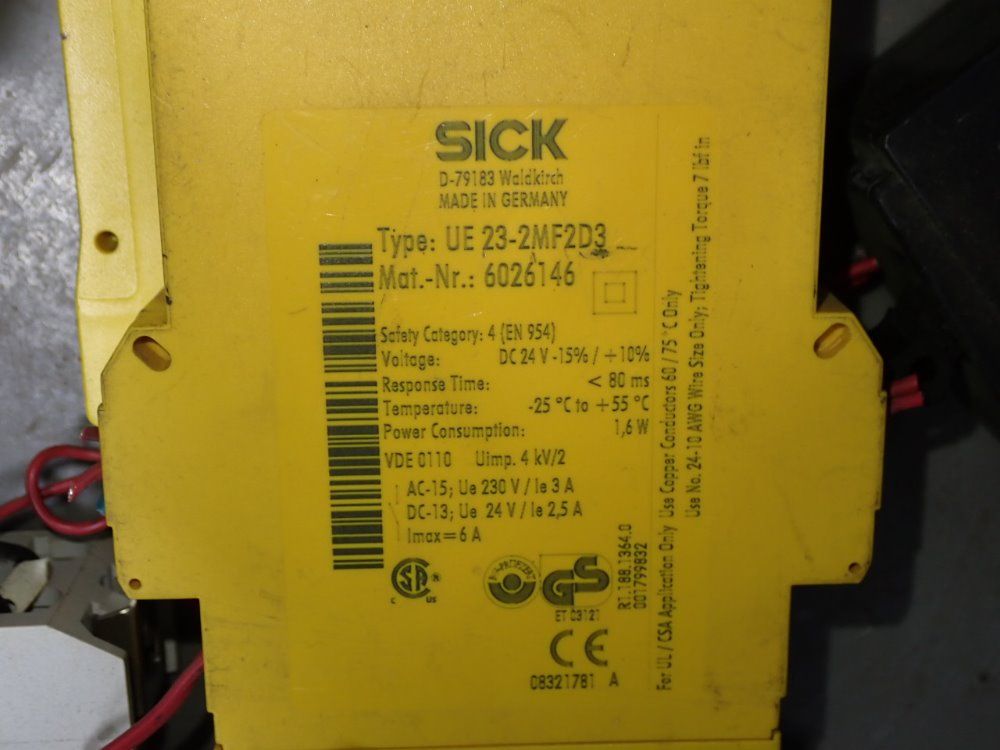 SICK
D-79183 Waldkirch
MADE IN GERMANY
Type: UE 23-2MF2D3
Mat.-Nr.: 6026146
Safety Category: 4 (EN 954)
Voltage: DC 24 V -15% / +10%
Response Time: < 80 ms
Temperature: -25 °C to +55 °C
Power Consumption: 1,6 W
VDE 0110 Uimp. 4 kV/2
AC-15; Ue 230 V / Ie 3 A
DC-13; Ue 24 V / Ie 2,5 A
Imax=6 A
SA ®
C US
GS
ET 03121
CE
08321781 A
R1.188.1364.0
001799832
For UL / CSA Application Only Use Copper Conductors 60 / 75 °C Only
Use No. 24-10 AWG Wire Size Only; Tightening Torque 7 lbf in